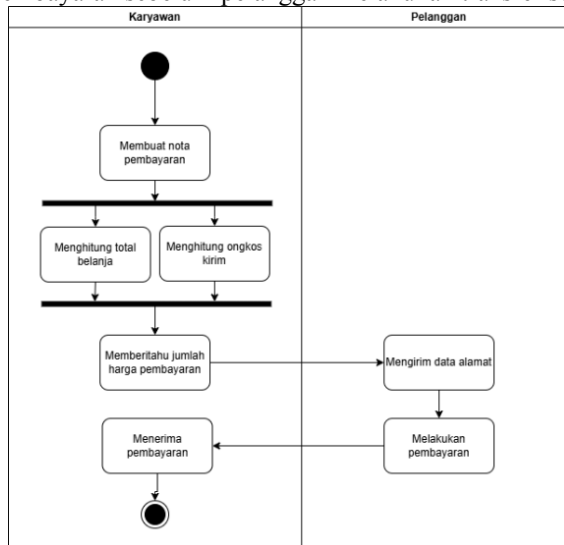 Karyawan
Pelanggan
Membuat nota
pembayaran
Menghitung total
belanja
Menghitung ongkos
kirim
Memberitahu jumlah
harga pembayaran
Mengirim data alamat
Menerima
pembayaran
Melakukan
pembayaran